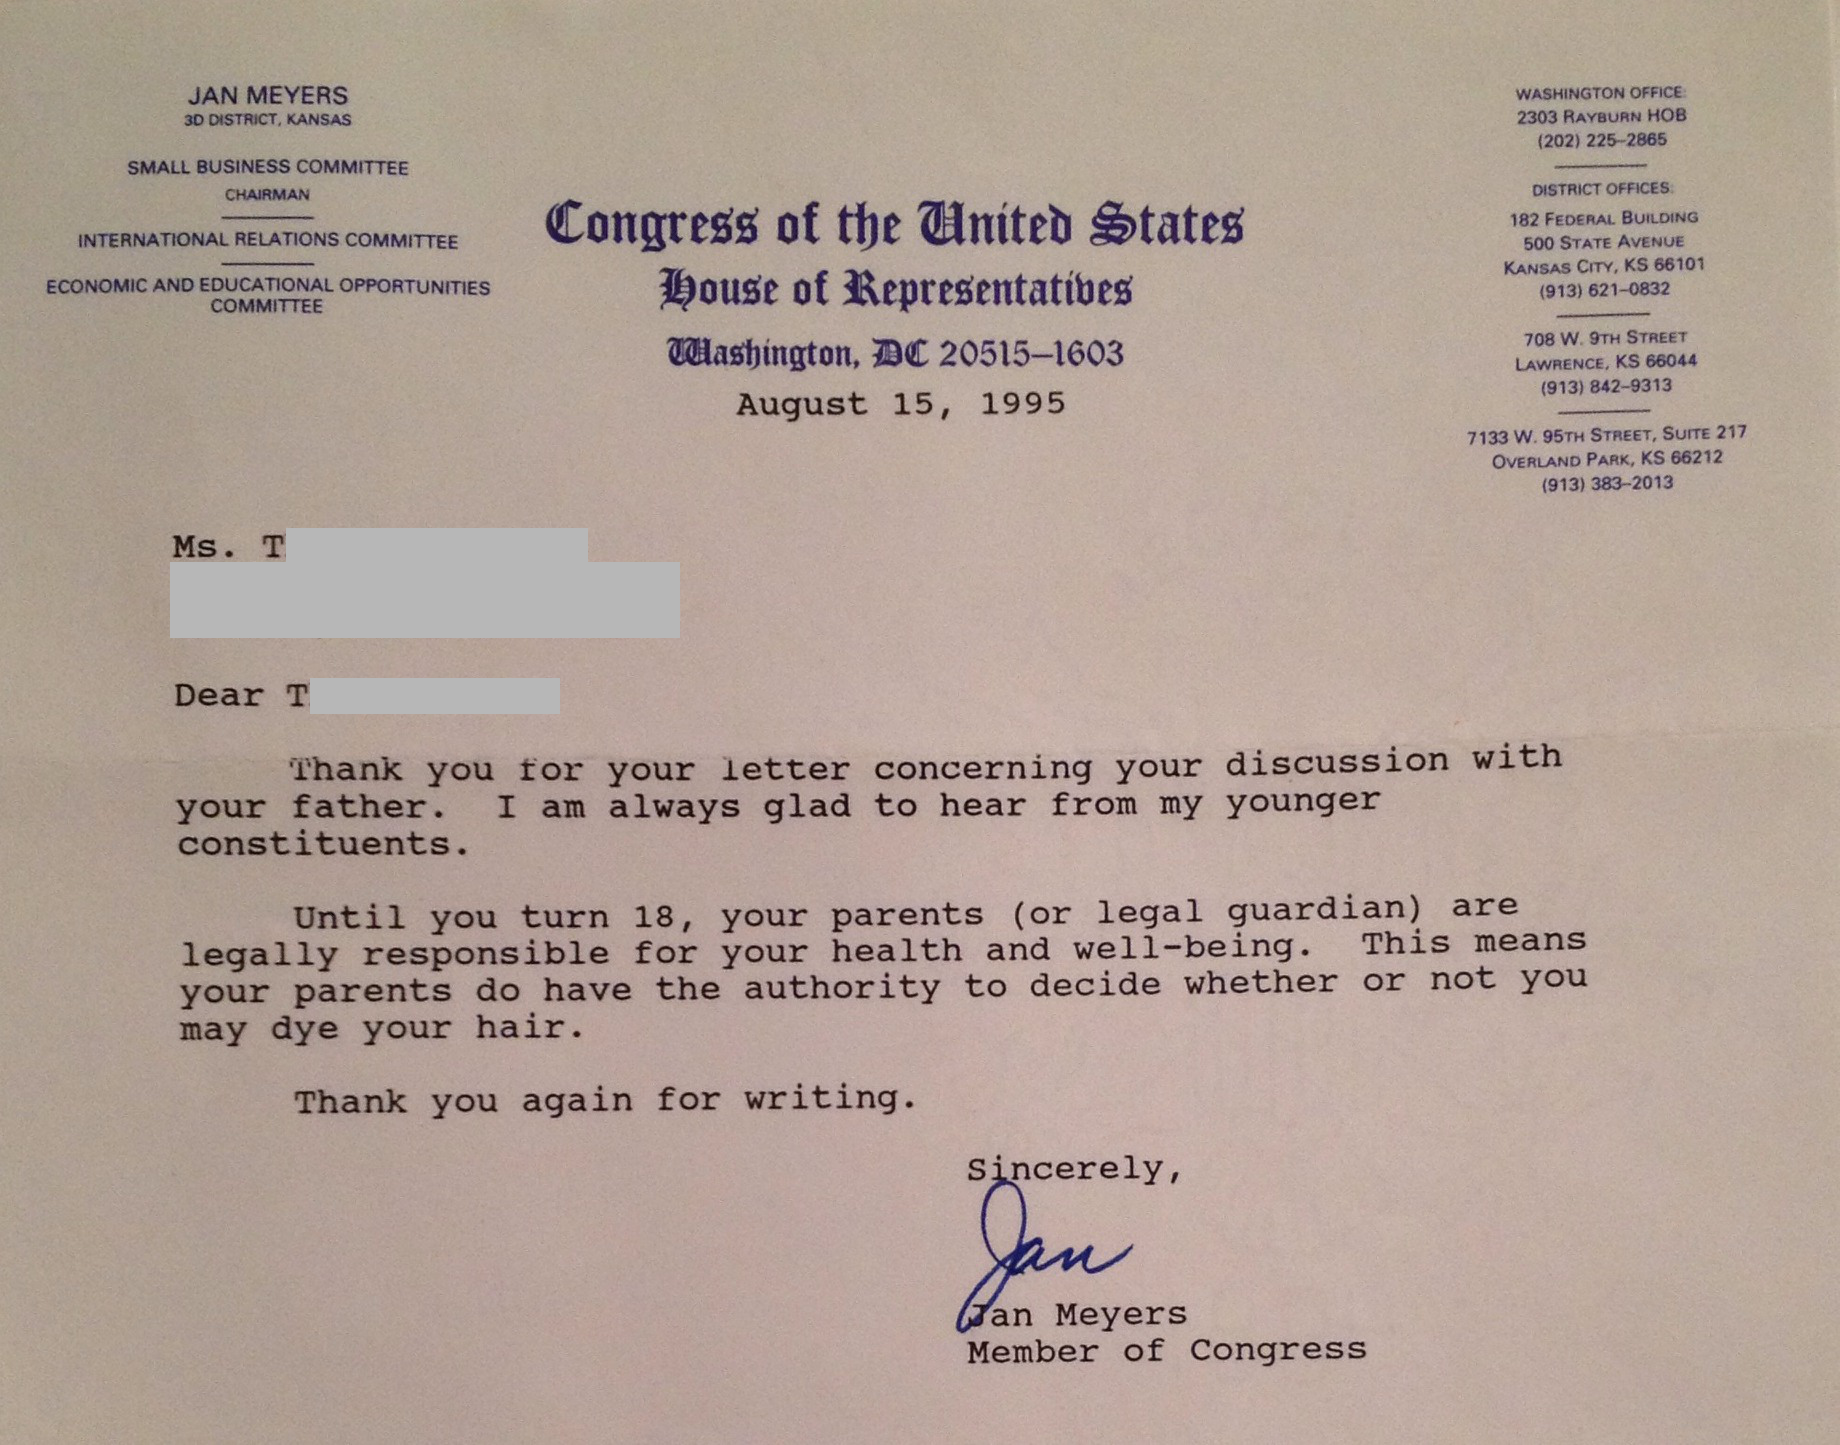 JAN MEYERS
3D DISTRICT, KANSAS
SMALL BUSINESS COMMITTEE
CHAIRMAN
INTERNATIONAL RELATIONS COMMITTEE
ECONOMIC AND EDUCATIONAL OPPORTUNITIES
COMMITTEE
Congress of the United States
House of Representatives
Washington, DC 20515–1603
August 15, 1995
WASHINGTON OFFICE:
2303 RAYBURN HOB
(202) 225–2865
DISTRICT OFFICES:
182 FEDERAL BUILDING
500 STATE AVENUE
KANSAS CITY, KS 66101
(913) 621–0832
708 W. 9TH STREET
LAWRENCE, KS 66044
(913) 842–9313
7133 W. 95TH STREET, SUITE 217
OVERLAND PARK, KS 66212
(913) 383–2013
Ms. T
Dear T
Thank you for your letter concerning your discussion with
your father. I am always glad to hear from my younger
constituents.
Until you turn 18, your parents (or legal guardian) are
legally responsible for your health and well-being. This means
your parents do have the authority to decide whether or not you
may dye your hair.
Thank you again for writing.
Sincerely,
Jan
Jan Meyers
Member of Congress